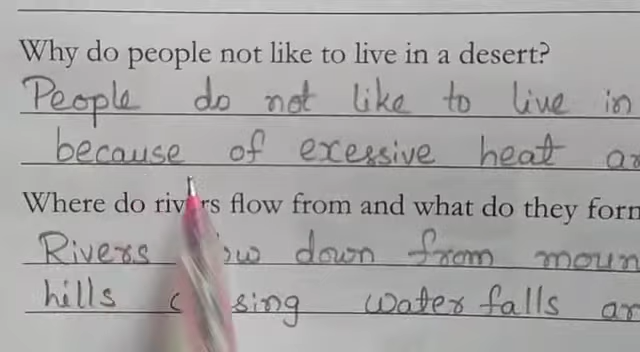 Why do people not like to live in a desert?
People do not like to live in
because of exessive heat
Where do rivers flow from and what do they form
Rivers down from
hills water falls